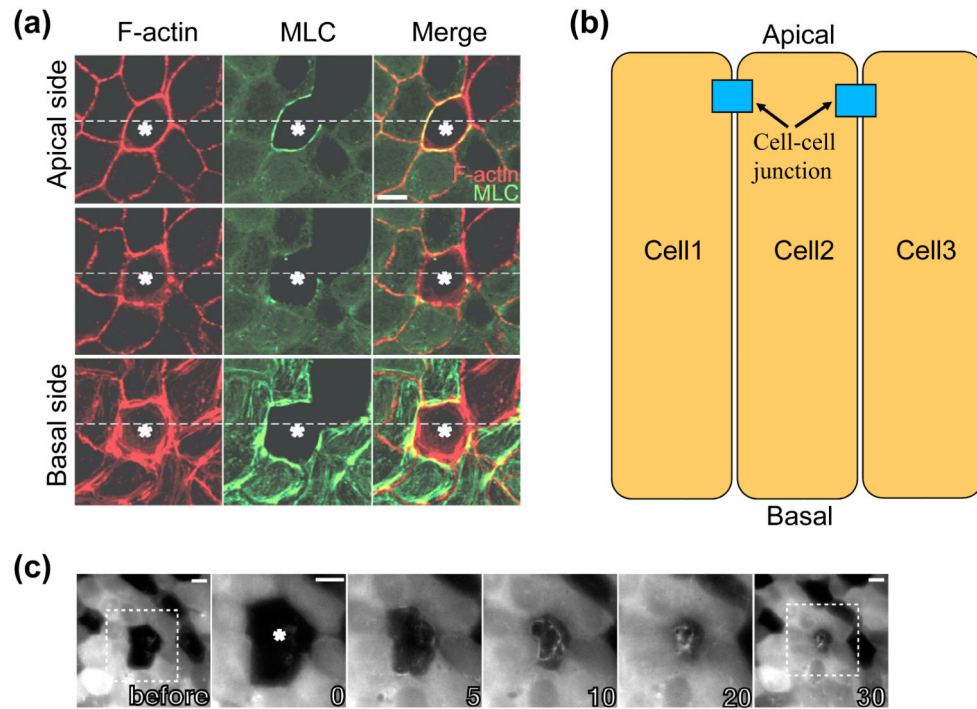 (a)
F-actin MLC Merge
Apical side
F-actin
MLC
Basal side
(b)
Apical
Cell-cell
junction
Cell1 Cell2 Cell3
Basal
(c)
before 0 5 10 20 30